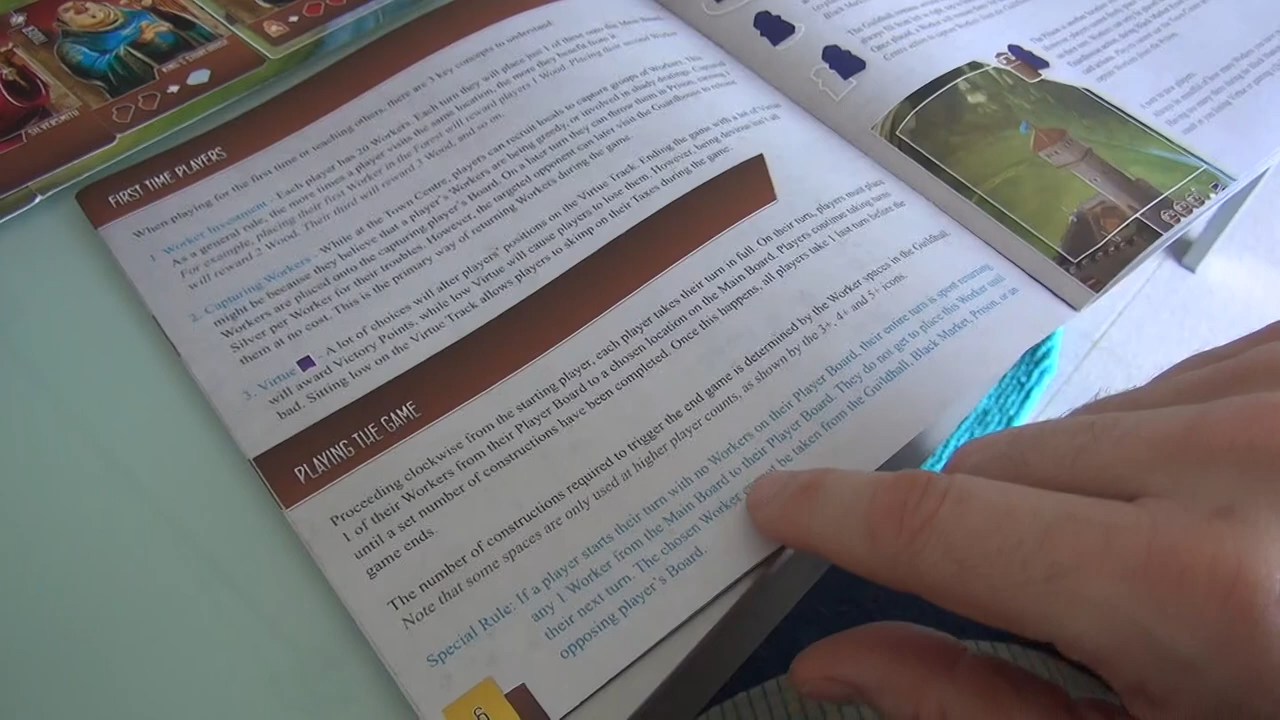 SILVERSMITH
FIRST TIME PLAYERS
When playing for the first time or teaching others, there are 3 key concepts to understand:
1. Worker Investment - Each player has 20 Workers. Each turn they will place just 1 of these onto the Main Board.
As a general rule, the more times a player visits the same location, the more they benefit from it.
For example, placing their first Worker in the Forest will reward players 1 Wood. Placing their second Worker
will reward 2 Wood. Their third will reward 3 Wood, and so on.
2. Capturing Workers - While at the Town Centre, players can recruit locals to capture groups of Workers. This
might be because they believe that a player's Workers are being greedy, or involved in study dealings. Captured
Workers are placed onto the capturing player's Board. On a later turn they can throw them in Prison, earning 1
Silver per Worker for their troubles. However, the targeted opponent can later visit the Guardhouse to return
them at no cost. This is the primary way of returning Workers during the game.
3. Virtue - A lot of choices will alter players' positions on the Virtue Track. Ending the game with a lot of Virtue
will award Victory Points, while low Virtue will cause players to lose them. However, being devious isn't all
bad. Sitting low on the Virtue Track allows players to skimp on their Taxes during the game.
PLAYING THE GAME
Proceeding clockwise from the starting player, each player takes their turn in full. On their turn, players must place
1 of their Workers from their Player Board to a chosen location on the Main Board. Players continue taking turns
until a set number of constructions have been completed. Once this happens, all players take 1 last turn before the
game ends.
The number of constructions required to trigger the end game is determined by the Worker spaces in the Guildhall.
Note that some spaces are only used at higher player counts, as shown by the 3+, 4+ and 5+ icons.
Special Rule: If a player starts their turn with no Workers on their Player Board, their entire turn is spent returning
any 1 Worker from the Main Board to their Player Board. They do not get to place this Worker until
their next turn. The chosen Worker be taken from the Guildhall, Black Market, Prison, or an
opposing player's Board.
6